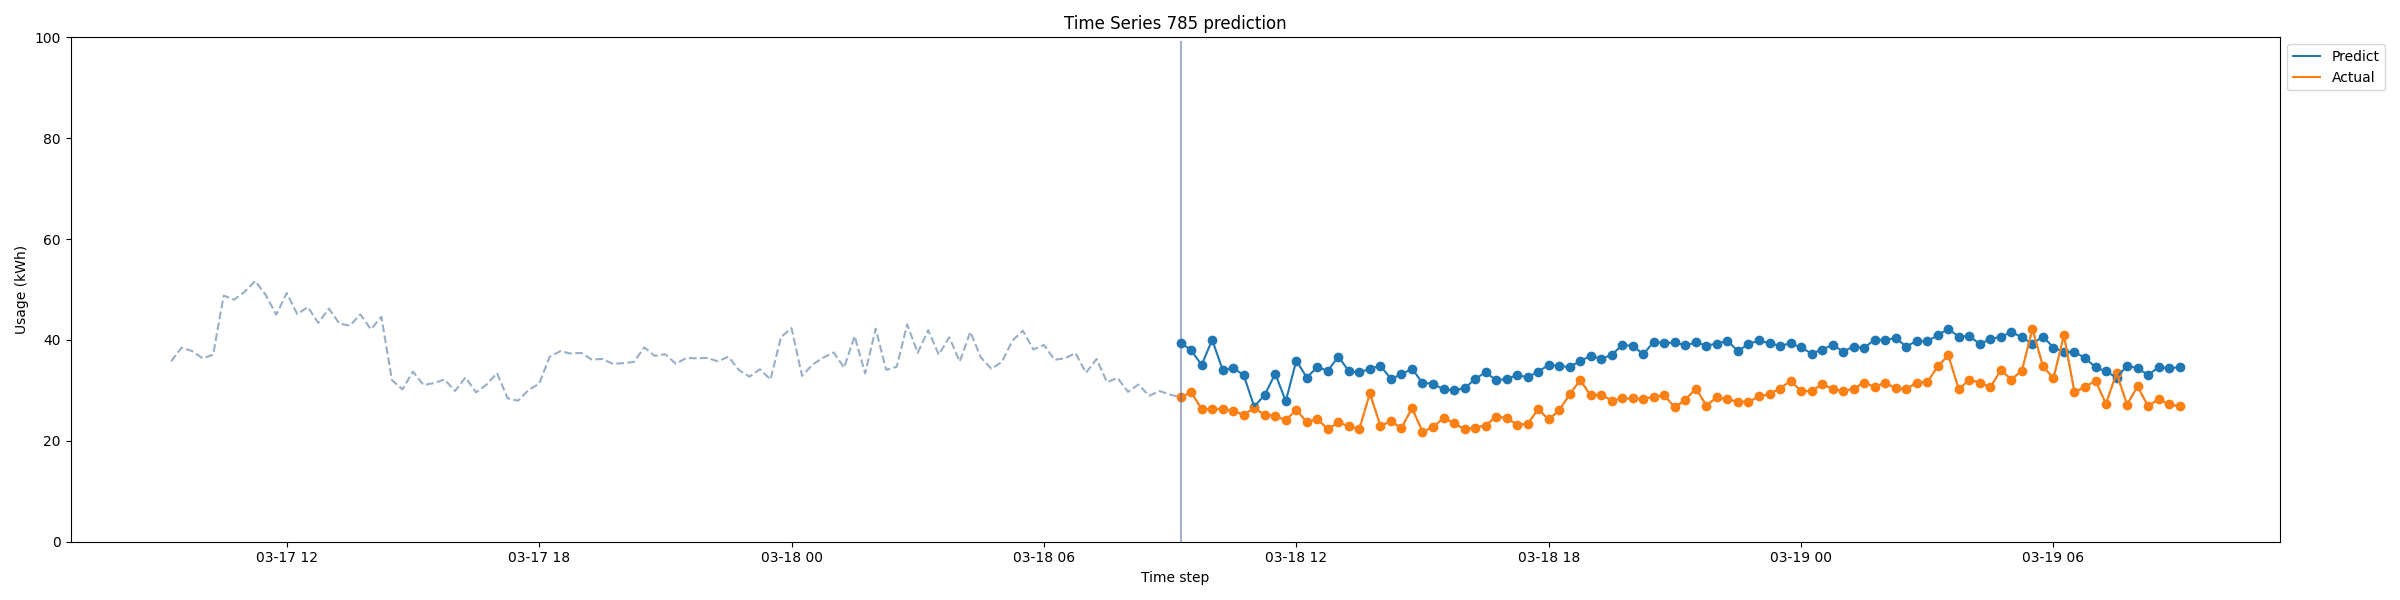 Time Series 785 prediction
100
80
60
40
20
0
Usage (kWh)
03-17 12
03-17 18
03-18 00
03-18 06
03-18 12
03-18 18
03-19 00
03-19 06
Time step
Predict
Actual